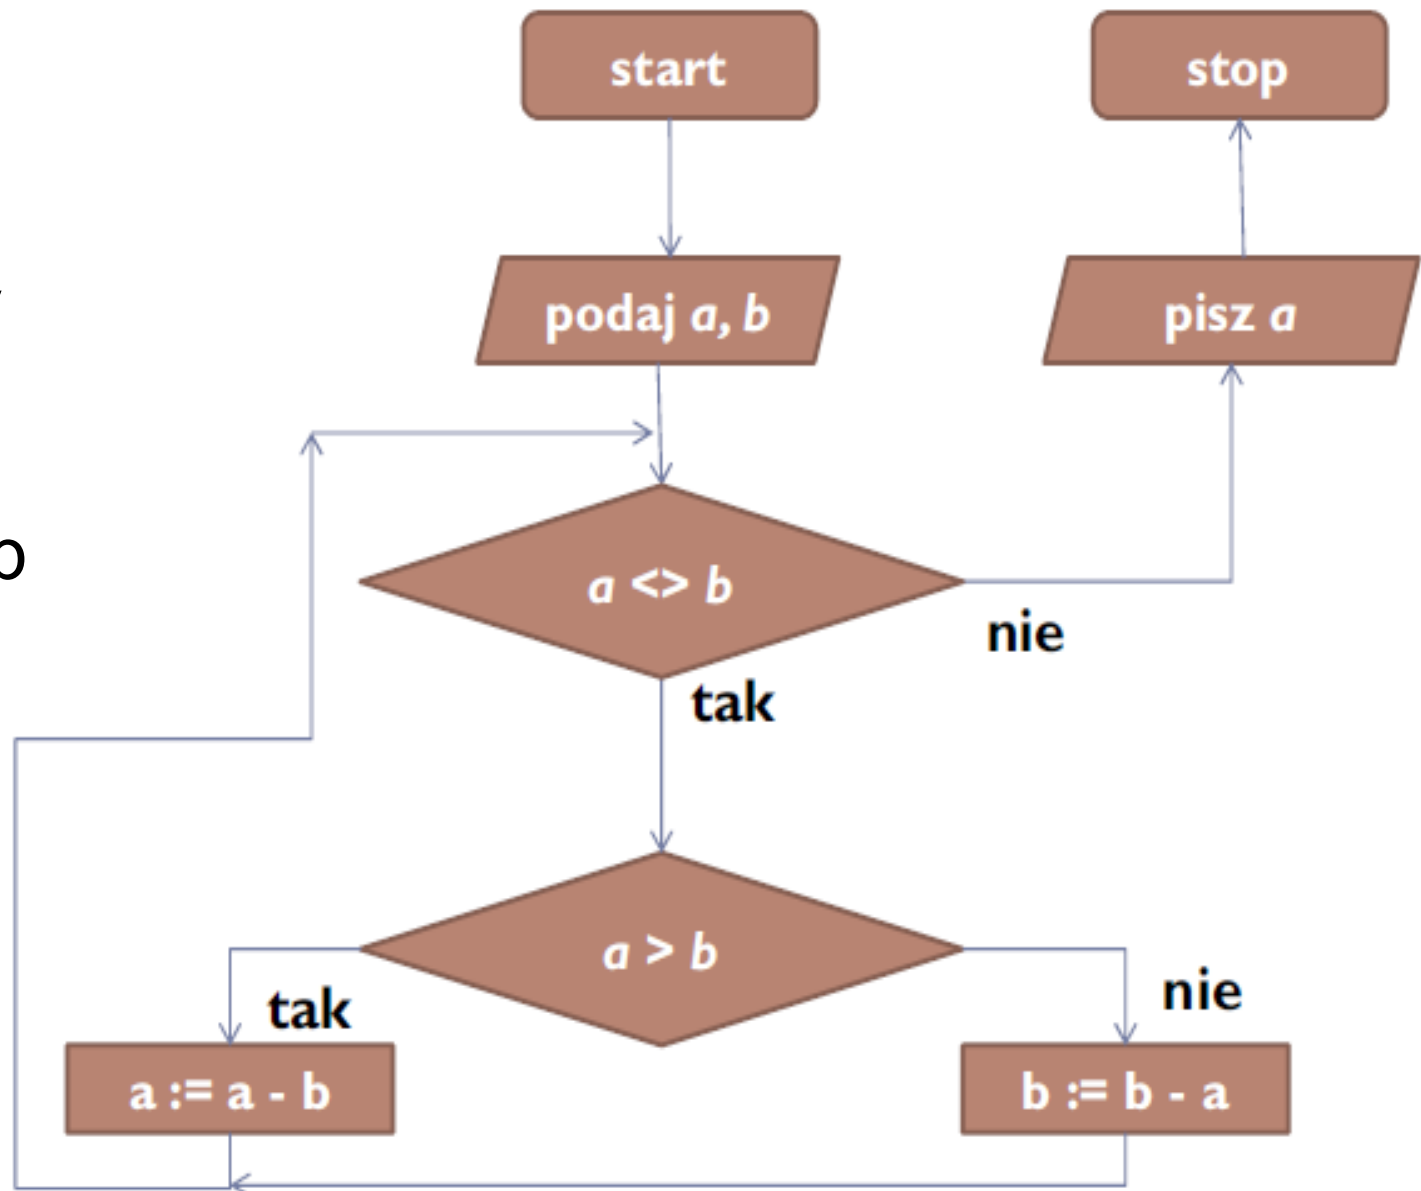 start
stop
podaj a, b
pisz a
a <> b
nie
tak
a > b
tak
nie
a := a - b
b := b - a